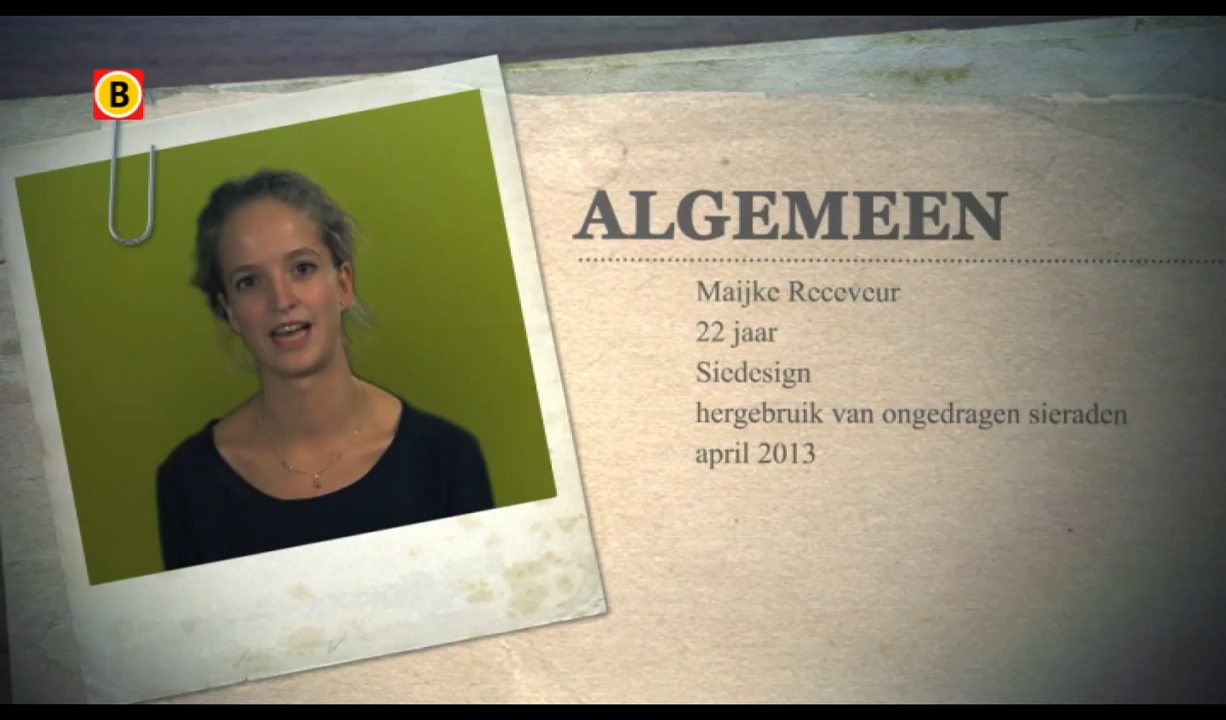 B
ALGEMEEN
Maijke Receveur
22 jaar
Siedesign
hergebruik van ongedragen sieraden
april 2013